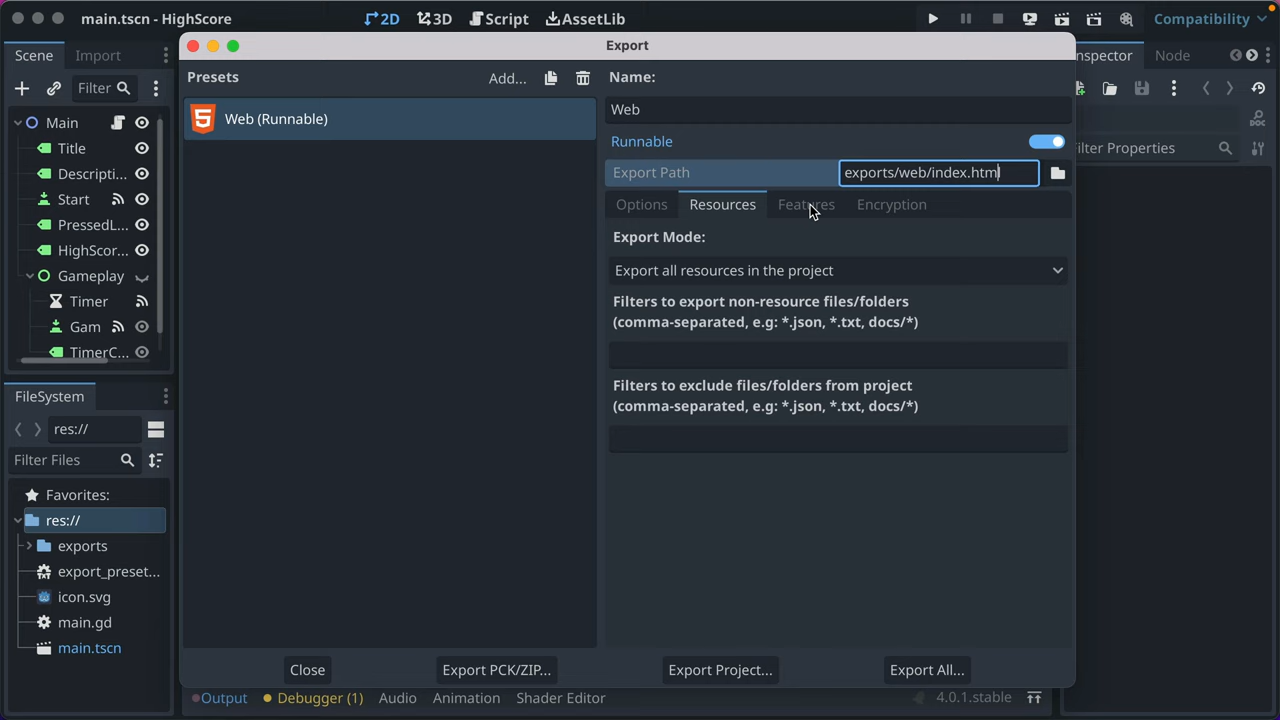 main.tscn - HighScore
2D
3D
Script
AssetLib
Compatibility
Scene
Import
Export
nspector
Node
Presets
Add...
Name:
Filter
Web (Runnable)
Web
Main
Runnable
Title
Export Path
exports/web/index.html
ilter Properties
Descripti...
Start
Options
Resources
Features
Encryption
PressedL...
HighScor...
Export Mode:
Gameplay
Export all resources in the project
Timer
Filters to export non-resource files/folders
(comma-separated, e.g: *.json, *.txt, docs/*)
Gam
TimerC...
Filters to exclude files/folders from project
(comma-separated, e.g: *.json, *.txt, docs/*)
FileSystem
res://
Filter Files
Favorites:
res://
exports
export_preset...
icon.svg
main.gd
main.tscn
Close
Export PCK/ZIP...
Export Project...
Export All...
Output
Debugger (1)
Audio
Animation
Shader Editor
4.0.1.stable